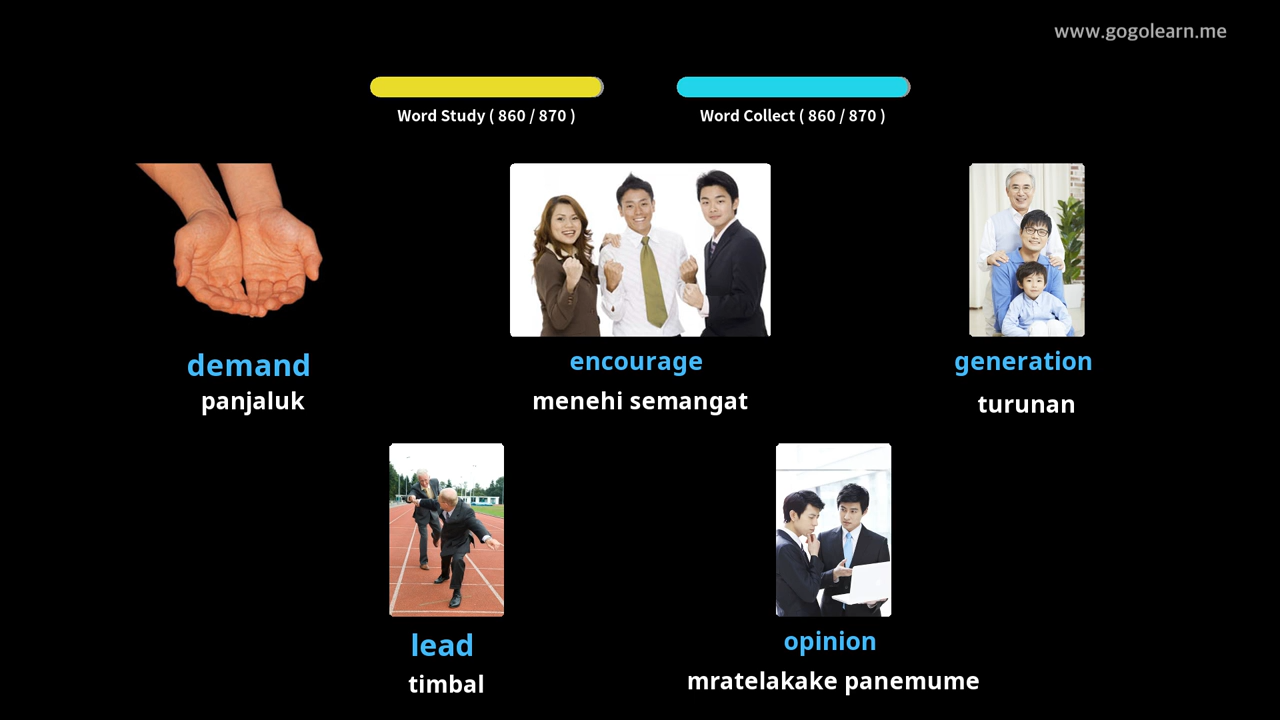 www.gogolearn.me
Word Study ( 860 / 870 )
Word Collect ( 860 / 870 )
demand
panjaluk
encourage
menehi semangat
generation
turunan
lead
timbal
opinion
mratelakake panemume